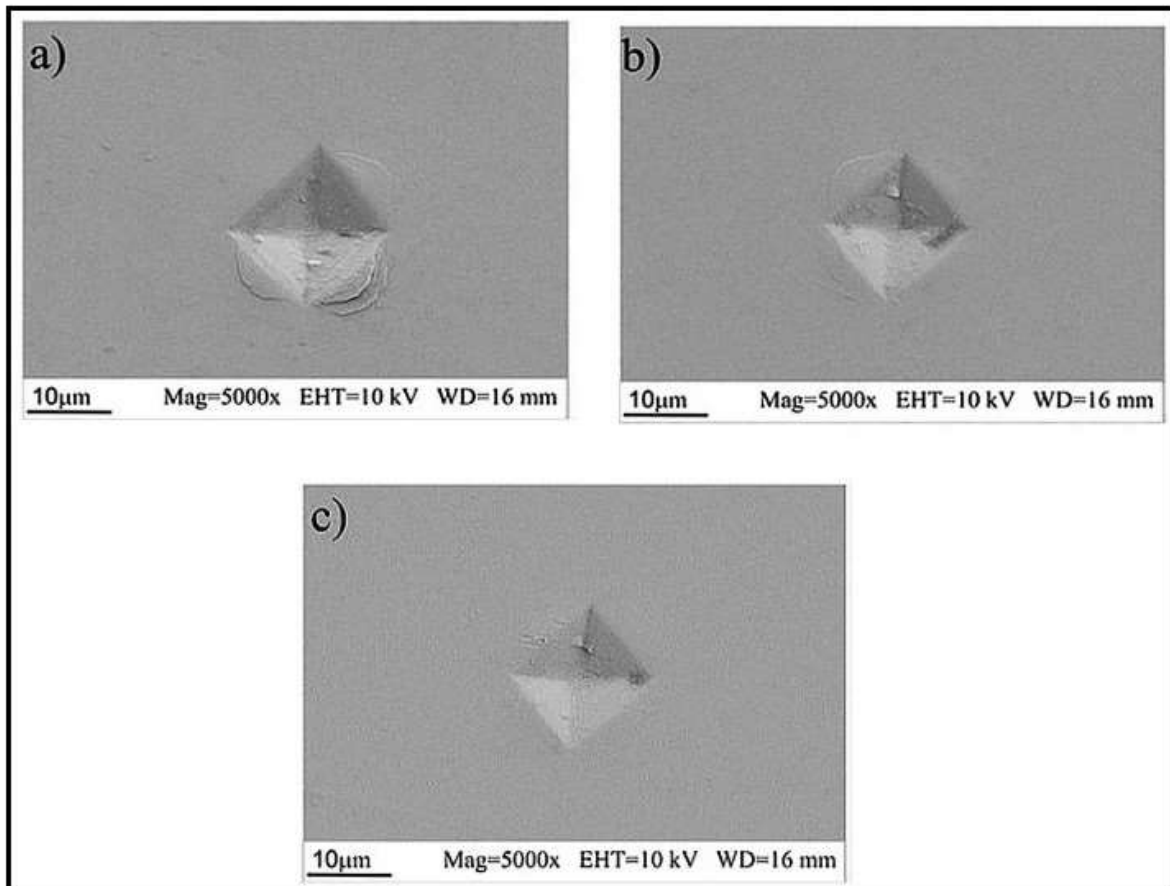 a)
10μm Mag=5000x EHT=10 kV WD=16 mm
b)
10μm Mag=5000x EHT=10 kV WD=16 mm
c)
10μm Mag=5000x EHT=10 kV WD=16 mm